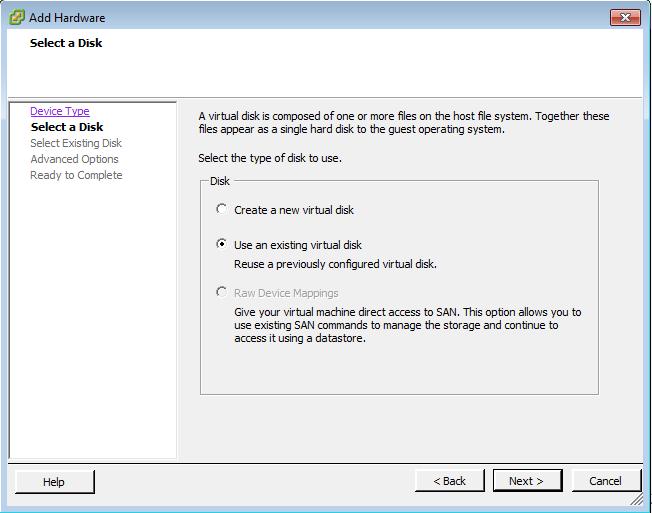 Add Hardware
Select a Disk
Device Type
Select a Disk
Select Existing Disk
Advanced Options
Ready to Complete
A virtual disk is composed of one or more files on the host file system. Together these
files appear as a single hard disk to the guest operating system.
Select the type of disk to use.
Disk
Create a new virtual disk
Use an existing virtual disk
Reuse a previously configured virtual disk.
Raw Device Mappings
Give your virtual machine direct access to SAN. This option allows you to
use existing SAN commands to manage the storage and continue to
access it using a datastore.
Help
< Back
Next >
Cancel